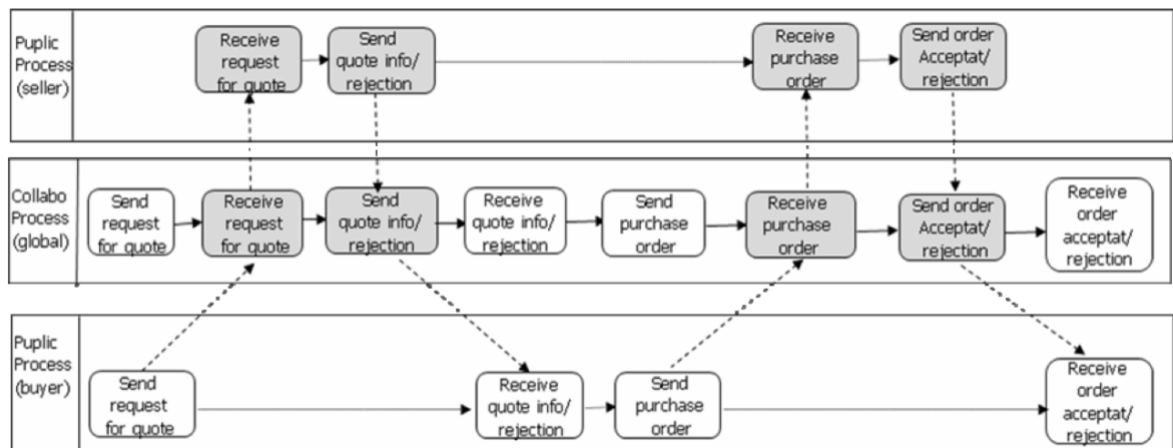 Puplic
Process
(seller)
Receive
request
for quote
Send
quote info/
rejection
Receive
purchase
order
Send order
Acceptat/
rejection
Collabo
Process
(global)
Send
request
for quote
Receive
request
for quote
Send
quote info/
rejection
Receive
quote info/
rejection
Send
purchase
order
Receive
purchase
order
Send order
Acceptat/
rejection
Receive
order
acceptat/
rejection
Puplic
Process
(buyer)
Send
request
for quote
Receive
quote info/
rejection
Send
purchase
order
Receive
order
acceptat/
rejection